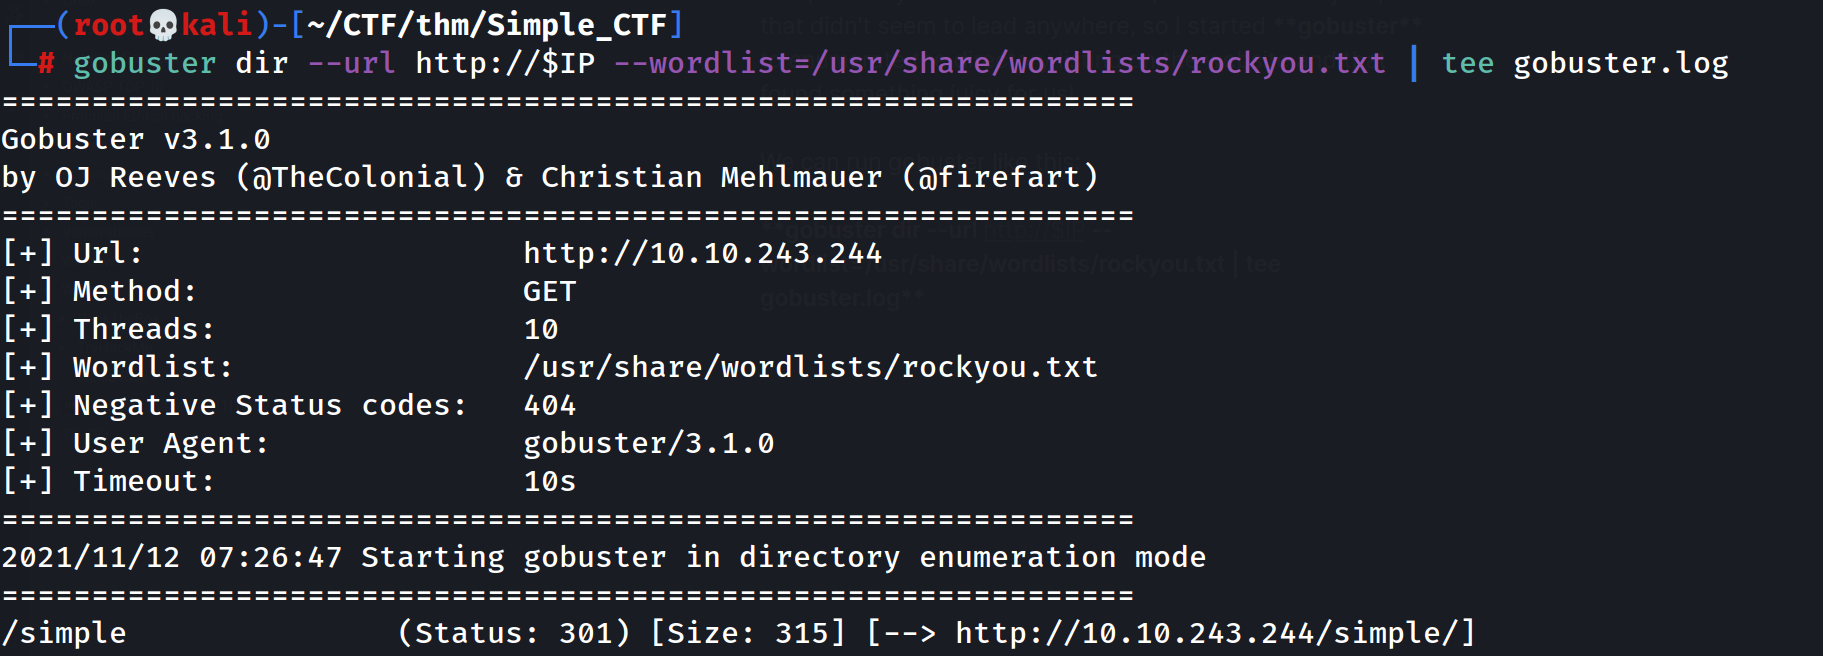 (root💀kali)-[~/CTF/thm/Simple_CTF]
# gobuster dir --url http://$IP --wordlist=/usr/share/wordlists/rockyou.txt | tee gobuster.log
===============================================================
Gobuster v3.1.0
by OJ Reeves (@TheColonial) & Christian Mehlmauer (@firefart)
===============================================================
[+] Url:                     http://10.10.243.244
[+] Method:                  GET
[+] Threads:                 10
[+] Wordlist:                /usr/share/wordlists/rockyou.txt
[+] Negative Status codes:   404
[+] User Agent:              gobuster/3.1.0
[+] Timeout:                 10s
===============================================================
2021/11/12 07:26:47 Starting gobuster in directory enumeration mode
===============================================================
/simple               (Status: 301) [Size: 315] [--> http://10.10.243.244/simple/]